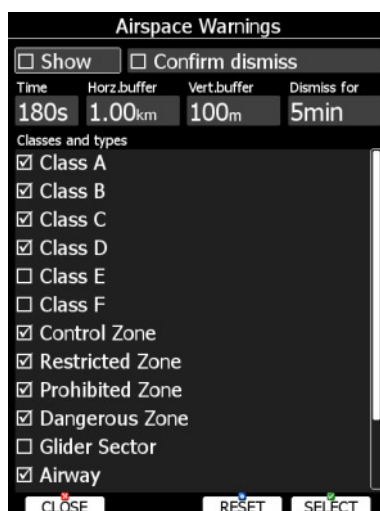 Airspace Warnings
Show Confirm dismiss
Time Horz.buffer Vert.buffer Dismiss for
180s 1.00km 100m 5min
Classes and types
Class A
Class B
Class C
Class D
Class E
Class F
Control Zone
Restricted Zone
Prohibited Zone
Dangerous Zone
Glider Sector
Airway
CLOSE RESET SELECT